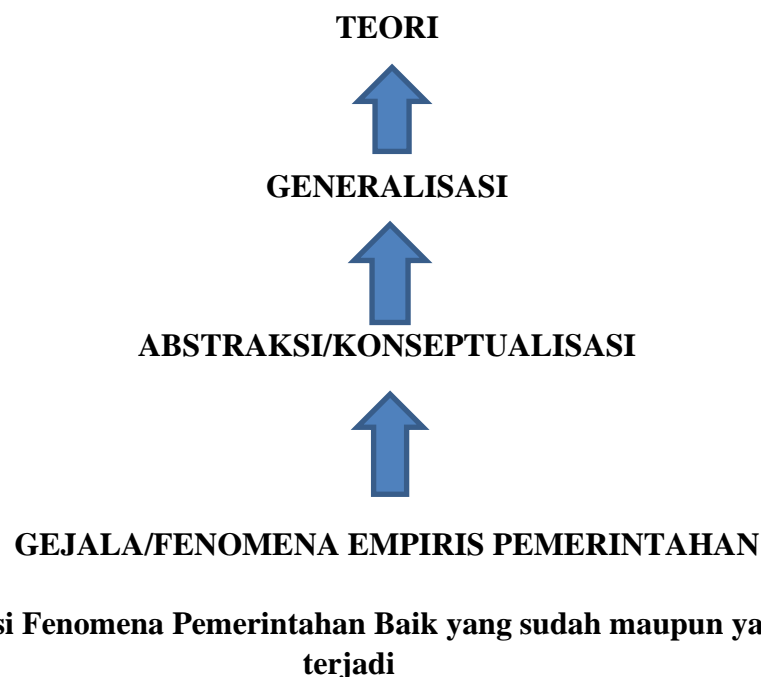 TEORI
GENERALISASI
ABSTRAKSI/KONSEPTUALISASI
GEJALA/FENOMENA EMPIRIS PEMERINTAHAN
Fenomena Pemerintahan Baik yang sudah maupun
terjadi